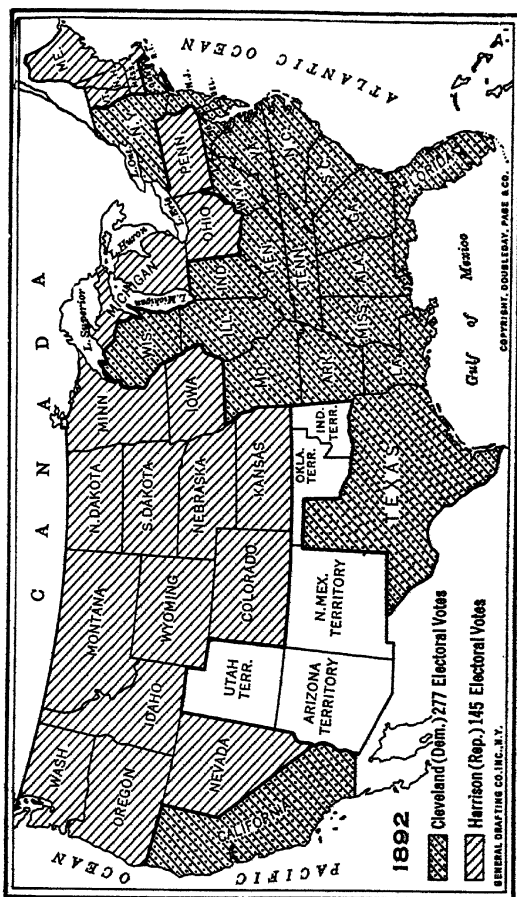 C A N A D A
PACIFIC OCEAN
ATLANTIC OCEAN
Gulf of Mexico
L. Superior
L. Michigan
L. Huron
WASH.
OREGON
CALIFORNIA
NEVADA
IDAHO
MONTANA
WYOMING
UTAH
TERR.
COLORADO
ARIZONA
TERRITORY
N. MEX.
TERRITORY
N. DAKOTA
S. DAKOTA
NEBRASKA
KANSAS
OKLA.
TERR.
IND.
TERR.
TEXAS
MINN
IOWA
MO.
ARK.
LA.
WIS.
ILL.
MICHIGAN
IND.
OHIO
KEN.
TENN.
MISS.
ALA.
GA.
FLORIDA
S.C.
N.C.
VA.
W.VA.
PENN.
N.Y.
N.J.
DEL.
ME.
1892
Cleveland (Dem.) 277 Electoral Votes
Harrison (Rep.) 145 Electoral Votes
GENERAL DRAFTING CO. INC., N.Y.
COPYRIGHT, DOUBLEDAY, PAGE & CO.